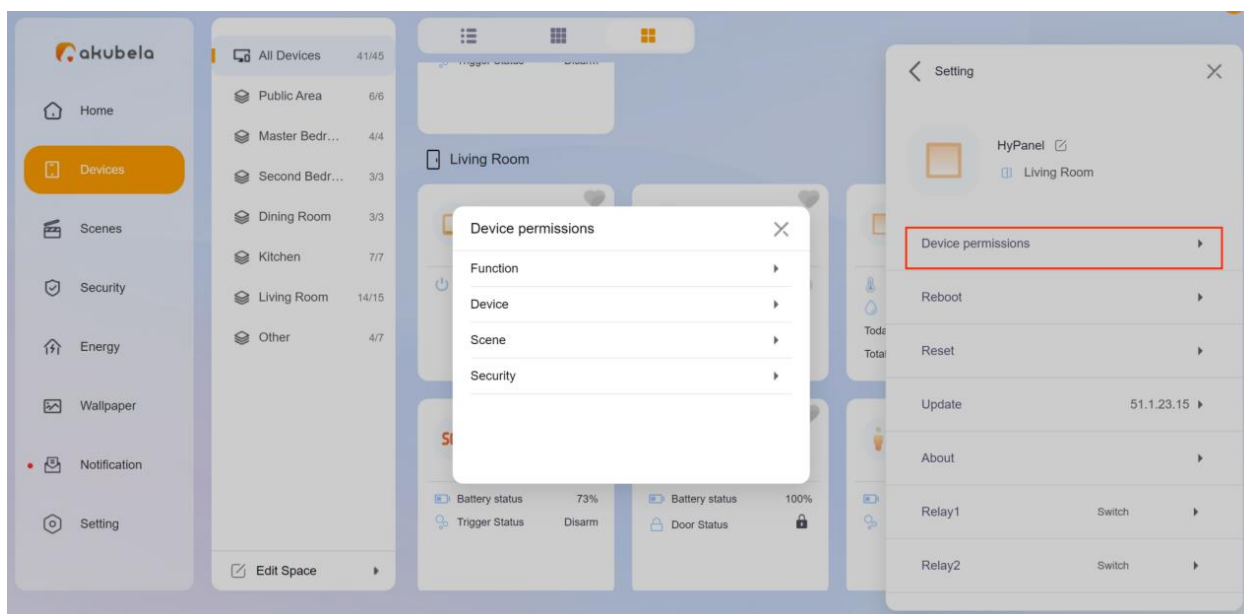 akubela
Home
Devices
Scenes
Security
Energy
Wallpaper
Notification
Setting
All Devices 41/45
Public Area 6/6
Master Bedr... 4/4
Second Bedr... 3/3
Dining Room 3/3
Kitchen 7/7
Living Room 14/15
Other 4/7
Edit Space
Trigger Status Disarm
Living Room
Battery status 73%
Trigger Status Disarm
Battery status 100%
Door Status
Device permissions
Function
Device
Scene
Security
Setting
HyPanel
Living Room
Device permissions
Reboot
Reset
Update 51.1.23.15
About
Relay1 Switch
Relay2 Switch